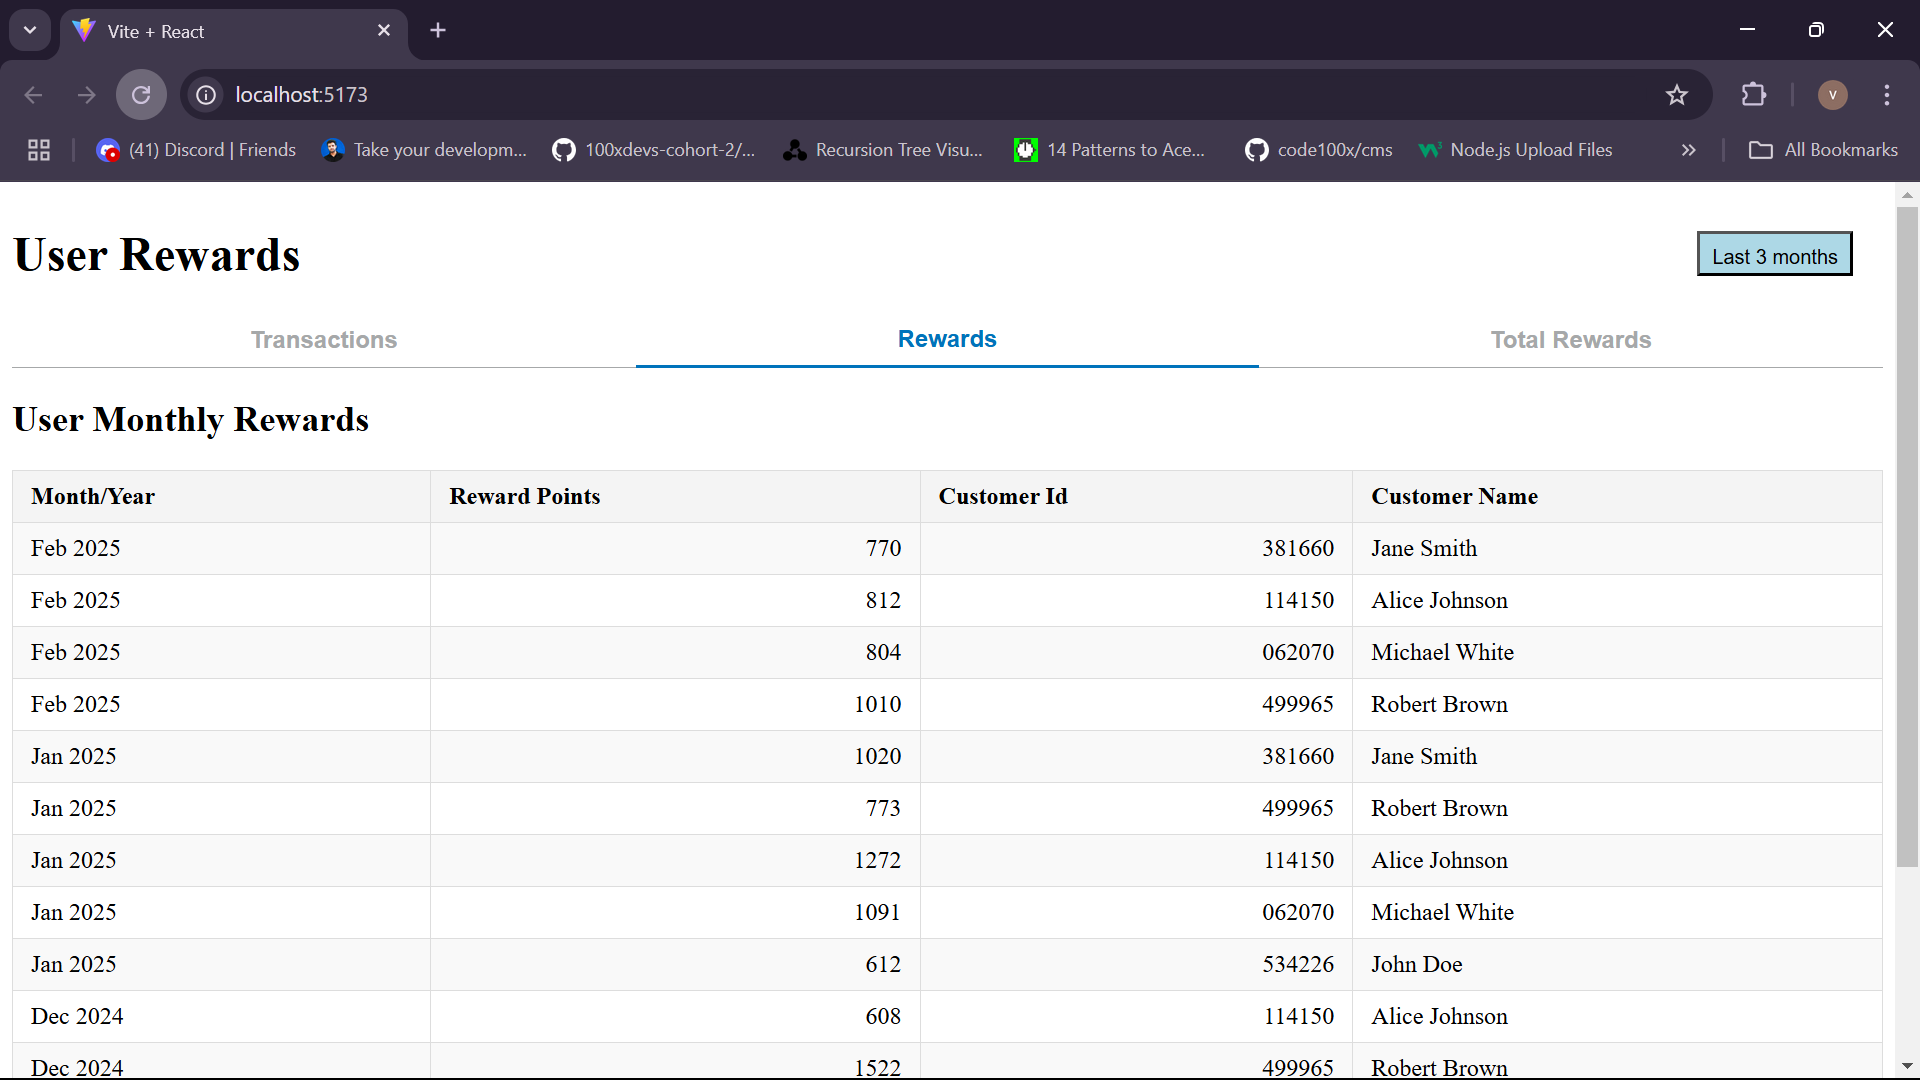 Vite + React
localhost:5173
V
(41) Discord | Friends Take your developm... 100xdevs-cohort-2/... Recursion Tree Visu... 14 Patterns to Ace... code100x/cms Node.js Upload Files » All Bookmarks
User Rewards
Last 3 months
Transactions Rewards Total Rewards
User Monthly Rewards
Month/Year Reward Points Customer Id Customer Name
Feb 2025 770 381660 Jane Smith
Feb 2025 812 114150 Alice Johnson
Feb 2025 804 062070 Michael White
Feb 2025 1010 499965 Robert Brown
Jan 2025 1020 381660 Jane Smith
Jan 2025 773 499965 Robert Brown
Jan 2025 1272 114150 Alice Johnson
Jan 2025 1091 062070 Michael White
Jan 2025 612 534226 John Doe
Dec 2024 608 114150 Alice Johnson
Dec 2024 1522 499965 Robert Brown